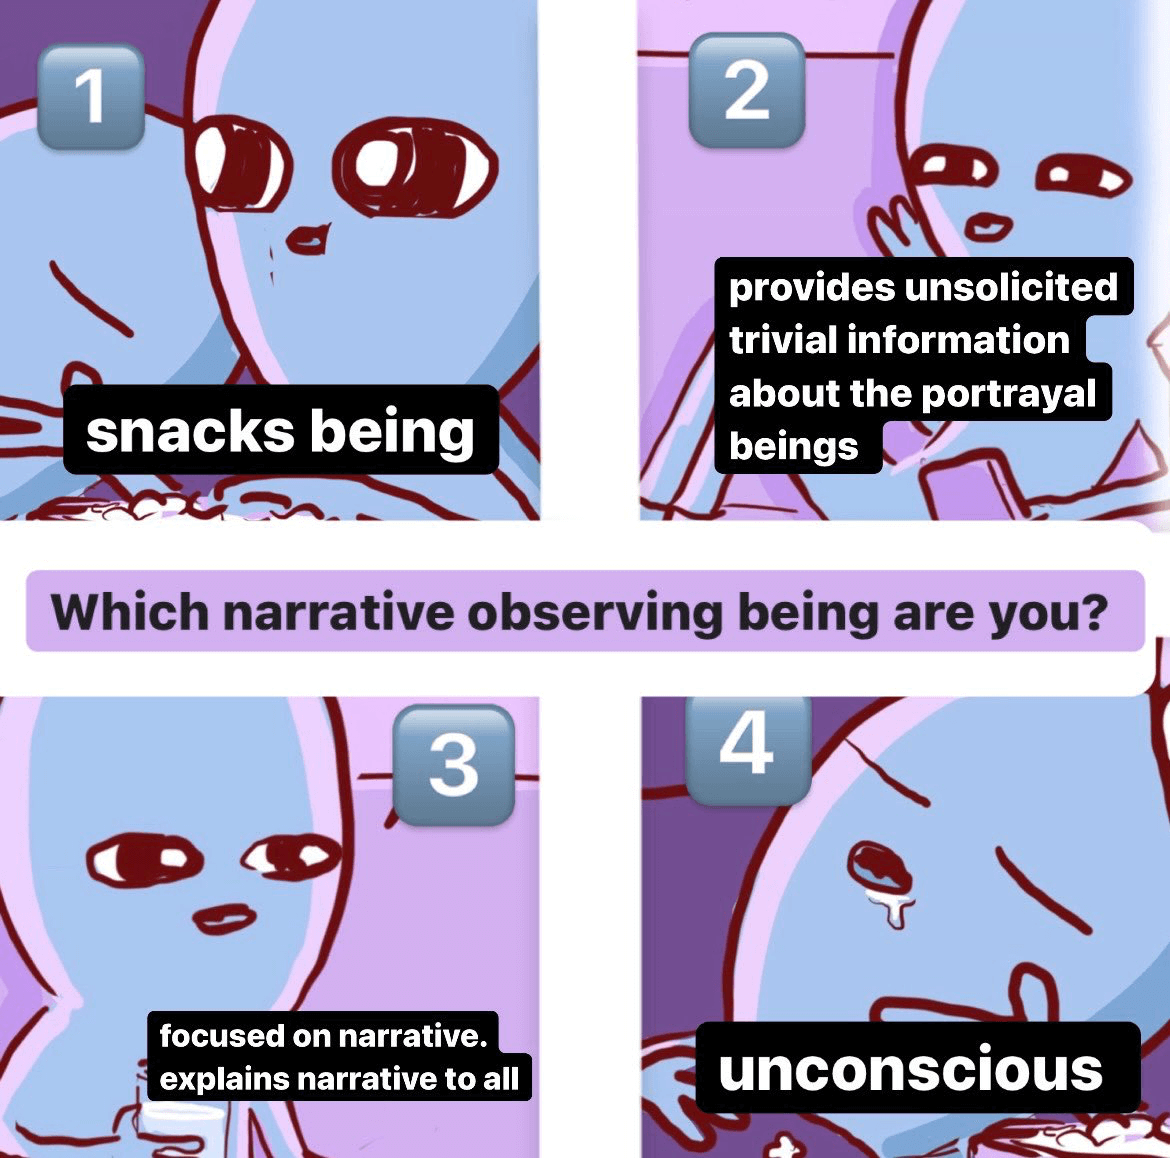 1
snacks being
2
provides unsolicited
trivial information
about the portrayal
beings
Which narrative observing being are you?
3
focused on narrative.
explains narrative to all
4
unconscious